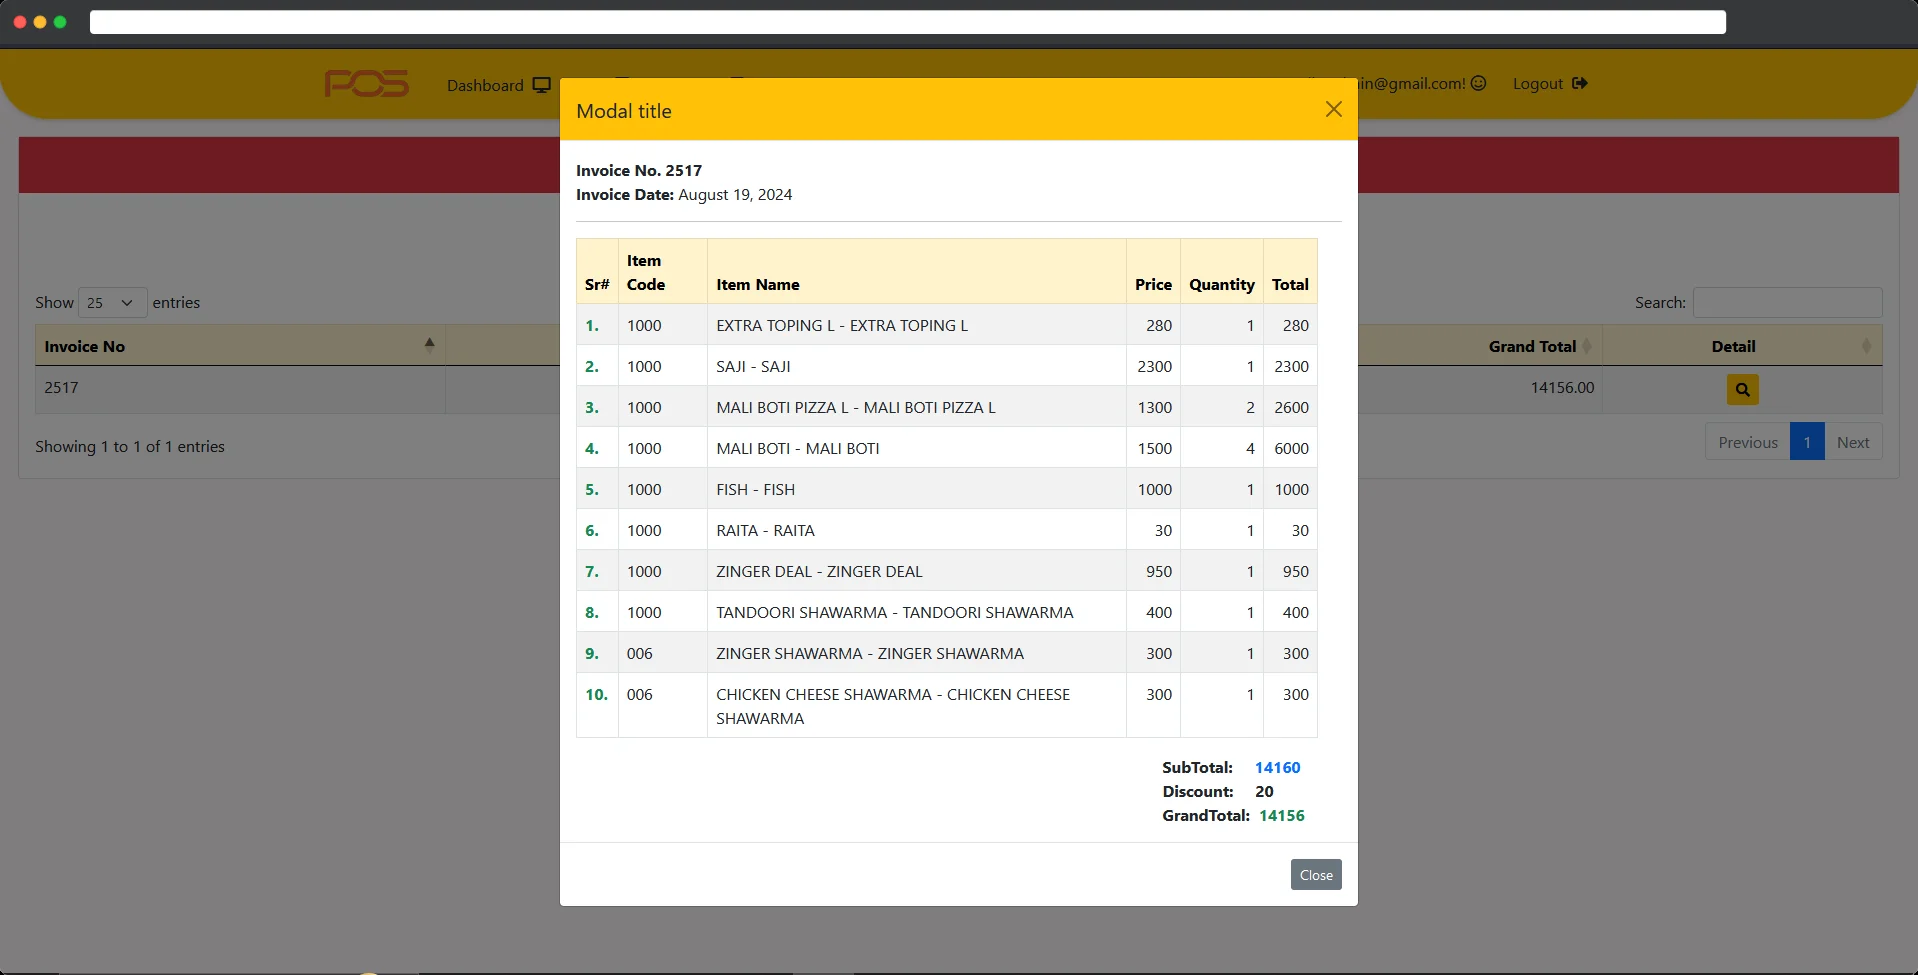 POS
Dashboard
in@gmail.com!
Logout
Modal title
Invoice No. 2517
Invoice Date: August 19, 2024
Sr# Item Code Item Name Price Quantity Total
1. 1000 EXTRA TOPING L - EXTRA TOPING L 280 1 280
2. 1000 SAJI - SAJI 2300 1 2300
3. 1000 MALI BOTI PIZZA L - MALI BOTI PIZZA L 1300 2 2600
4. 1000 MALI BOTI - MALI BOTI 1500 4 6000
5. 1000 FISH - FISH 1000 1 1000
6. 1000 RAITA - RAITA 30 1 30
7. 1000 ZINGER DEAL - ZINGER DEAL 950 1 950
8. 1000 TANDOORI SHAWARMA - TANDOORI SHAWARMA 400 1 400
9. 006 ZINGER SHAWARMA - ZINGER SHAWARMA 300 1 300
10. 006 CHICKEN CHEESE SHAWARMA - CHICKEN CHEESE 300 1 300
SHAWARMA
SubTotal: 14160
Discount: 20
GrandTotal: 14156
Close
Show 25 entries
Search:
Invoice No
Grand Total
Detail
2517
14156.00
Showing 1 to 1 of 1 entries
Previous 1 Next